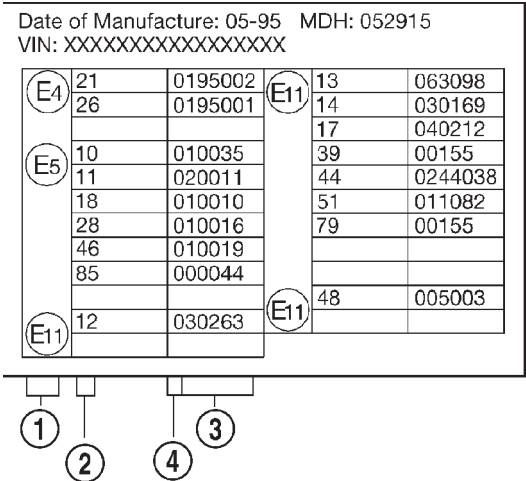 Date of Manufacture: 05-95 MDH: 052915
VIN: XXXXXXXXXXXXXXXXX
E4 21 0195002 E11 13 063098
26 0195001 14 030169
17 040212
E5 10 010035 39 00155
11 020011 44 0244038
18 010010 51 011082
28 010016 79 00155
46 010019
85 000044
E11 48 005003
E11 12 030263
1 2 4 3